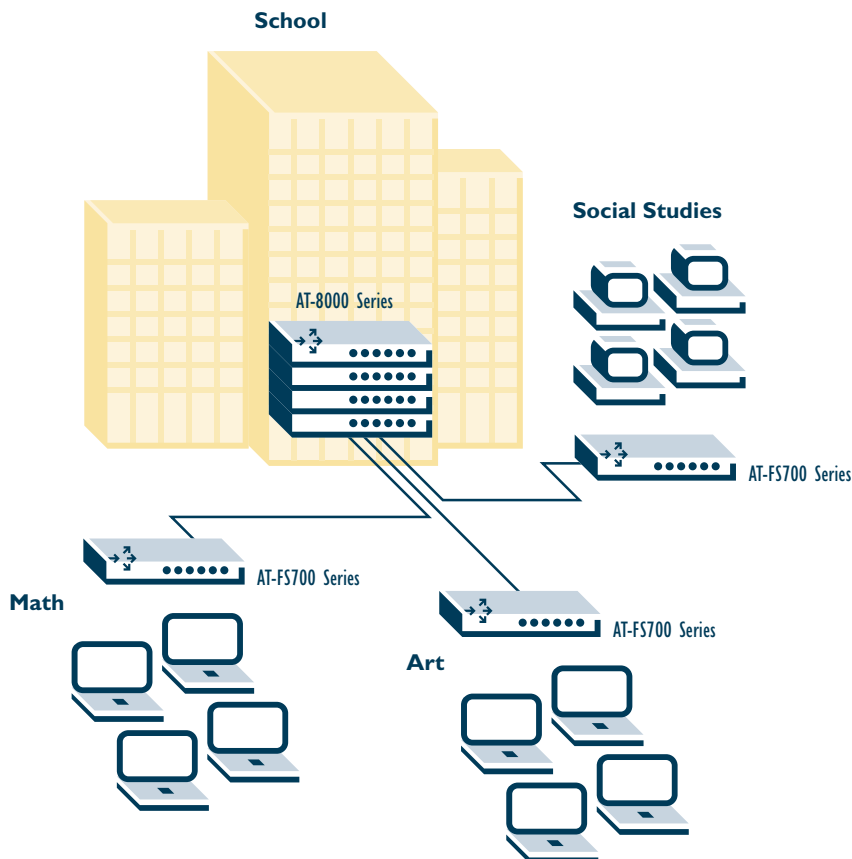 School
Social Studies
AT-8000 Series
AT-FS700 Series
AT-FS700 Series
Math
AT-FS700 Series
Art